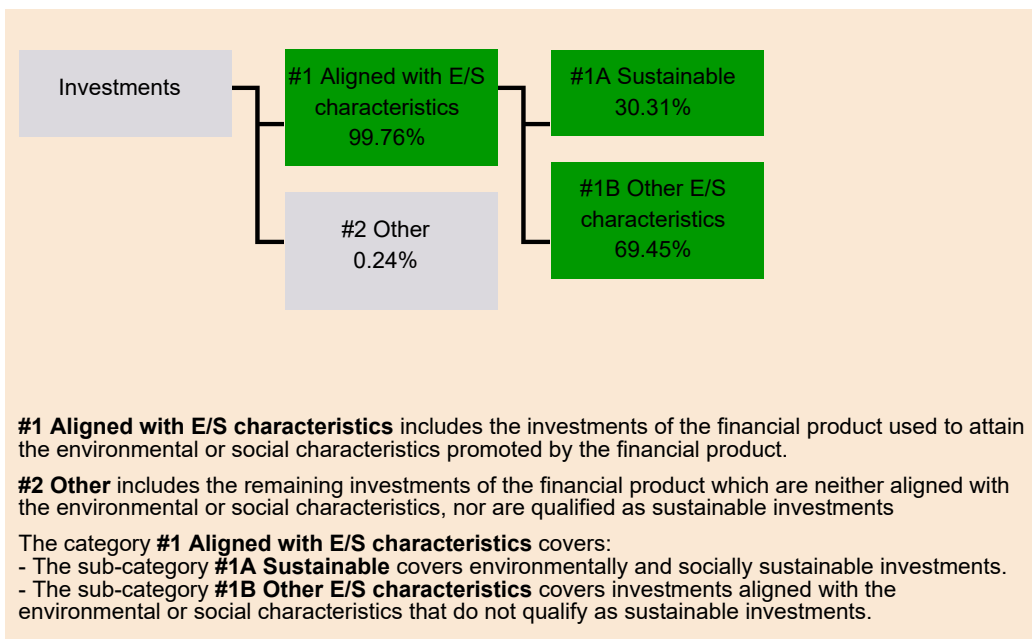 Investments
#1 Aligned with E/S
characteristics
99.76%
#1A Sustainable
30.31%
#2 Other
0.24%
#1B Other E/S
characteristics
69.45%
#1 Aligned with E/S characteristics includes the investments of the financial product used to attain
the environmental or social characteristics promoted by the financial product.
#2 Other includes the remaining investments of the financial product which are neither aligned with
the environmental or social characteristics, nor are qualified as sustainable investments
The category #1 Aligned with E/S characteristics covers:
- The sub-category #1A Sustainable covers environmentally and socially sustainable investments.
- The sub-category #1B Other E/S characteristics covers investments aligned with the
environmental or social characteristics that do not qualify as sustainable investments.